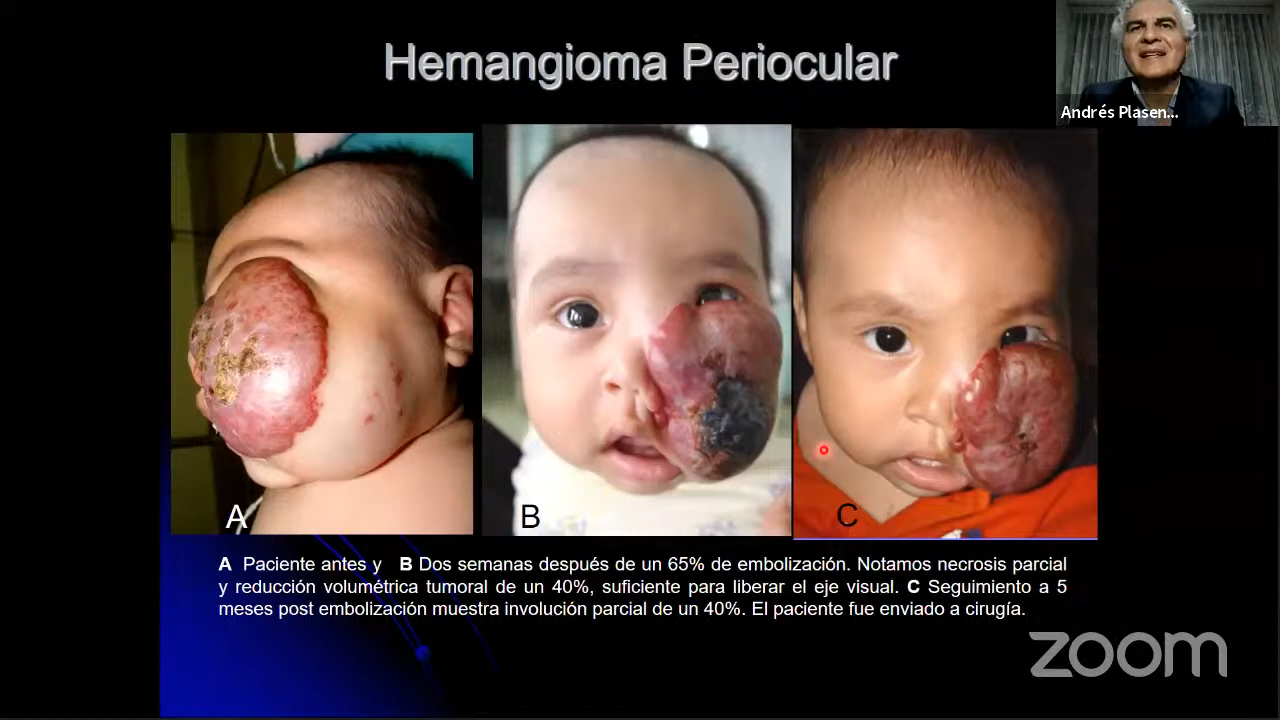 Hemangioma Periocular
Andrés Plasen...
A
B
C
A Paciente antes y B Dos semanas después de un 65% de embolización. Notamos necrosis parcial
y reducción volumétrica tumoral de un 40%, suficiente para liberar el eje visual. C Seguimiento a 5
meses post embolización muestra involución parcial de un 40%. El paciente fue enviado a cirugía.
zoom